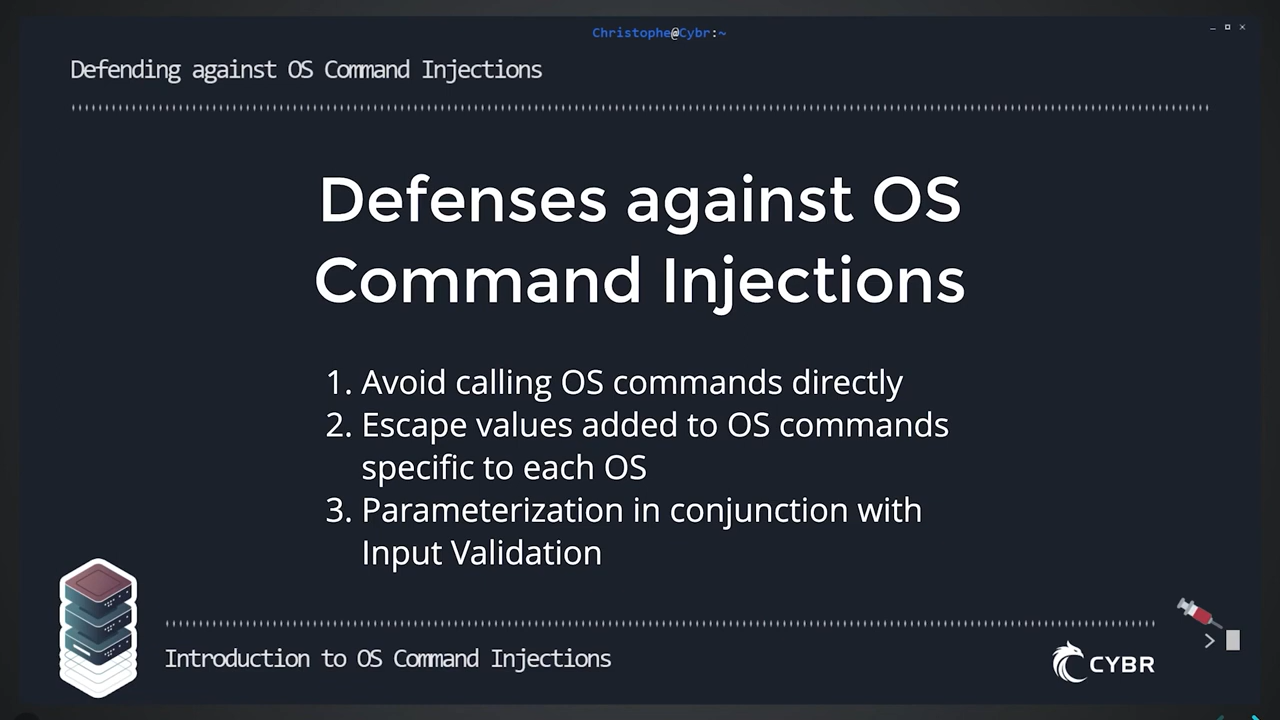 Christophe@Cybr:~
Defending against OS Command Injections
Defenses against OS
Command Injections
1. Avoid calling OS commands directly
2. Escape values added to OS commands
specific to each OS
3. Parameterization in conjunction with
Input Validation
Introduction to OS Command Injections
CYBR